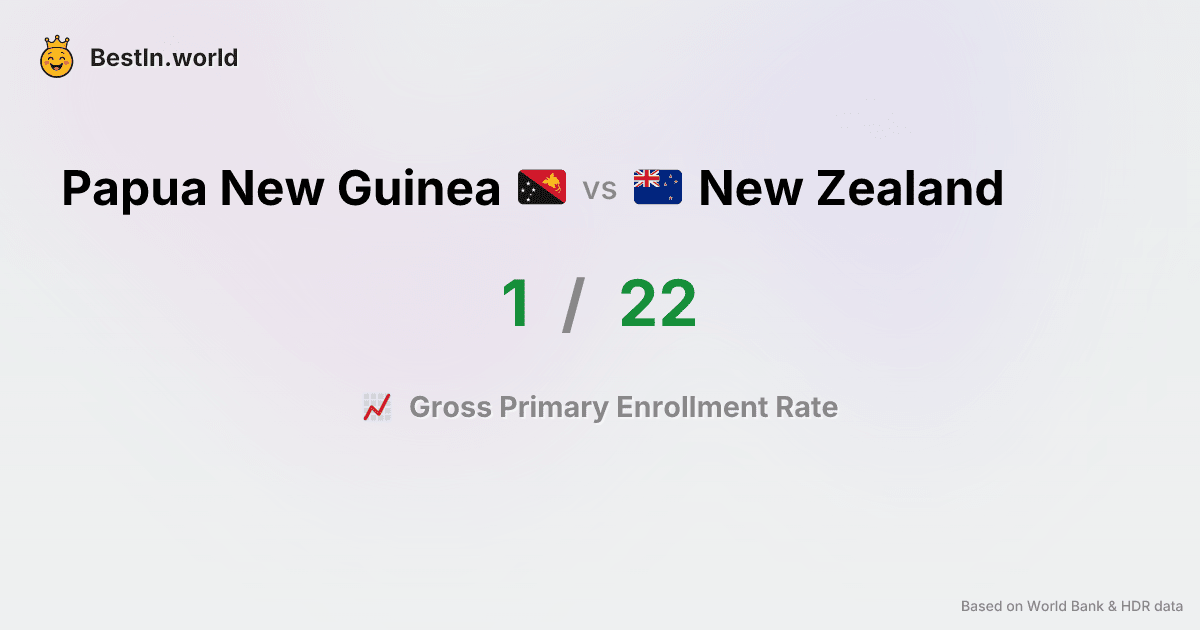 BestIn.world
Papua New Guinea vs New Zealand
1 / 22
Gross Primary Enrollment Rate
Based on World Bank & HDR data